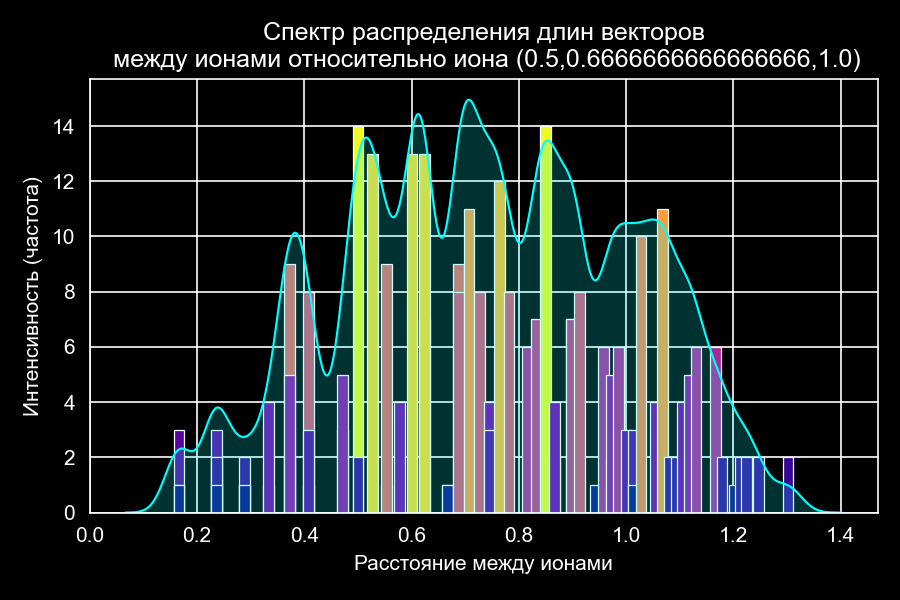 Спектр распределения длин векторов
между ионами относительно иона (0.5,0.6666666666666666,1.0)
Интенсивность (частота)
14
12
10
8
6
4
2
0
0.0 0.2 0.4 0.6 0.8 1.0 1.2 1.4
Расстояние между ионами